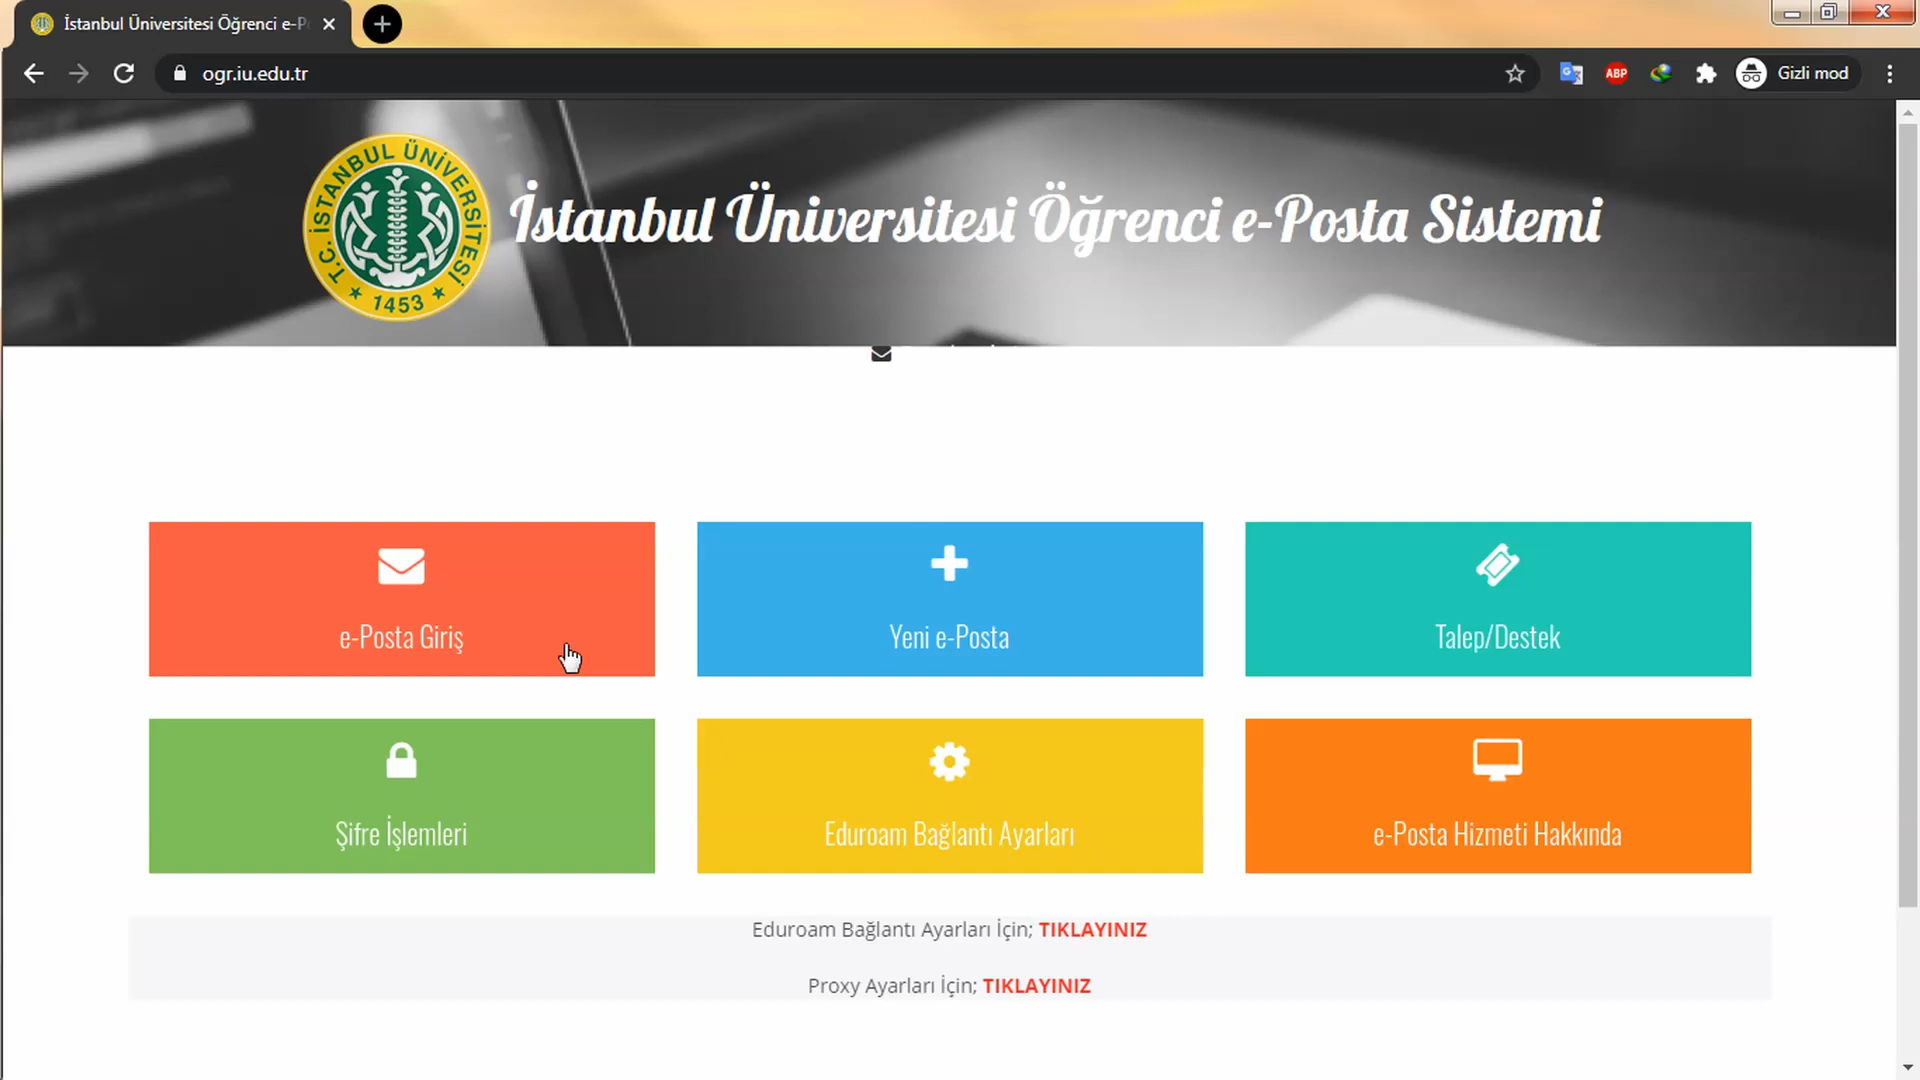 İstanbul Üniversitesi Öğrenci e-P
ogr.iu.edu.tr
ABP
Gizli mod
T.C. İSTANBUL ÜNİVERSİTESİ
1453
İstanbul Üniversitesi Öğrenci e-Posta Sistemi
e-Posta Giriş
Yeni e-Posta
Talep/Destek
Şifre İşlemleri
Eduroam Bağlantı Ayarları
e-Posta Hizmeti Hakkında
Eduroam Bağlantı Ayarları İçin; TIKLAYINIZ
Proxy Ayarları İçin; TIKLAYINIZ